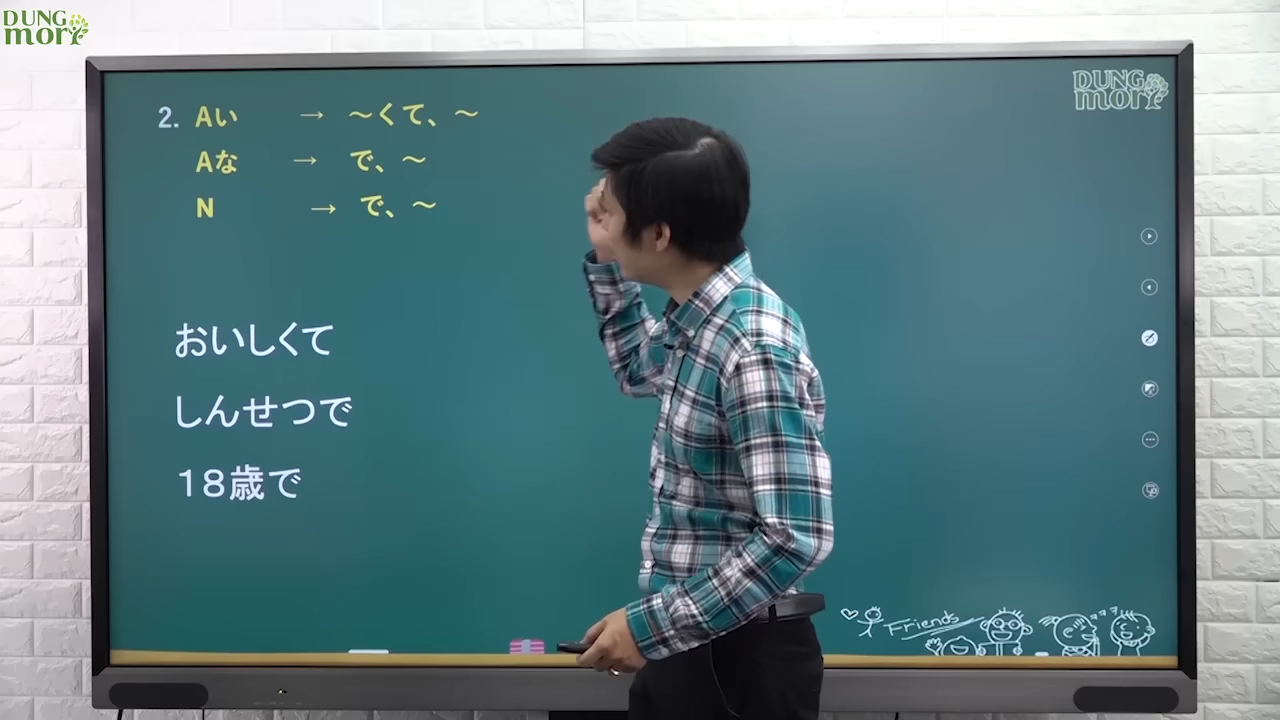 DUNG
mori
DUNG
mori
2. Aい → ～くて、～
Aな → で、～
N → で、～
おいしくて
しんせつで
１８歳で
Friends